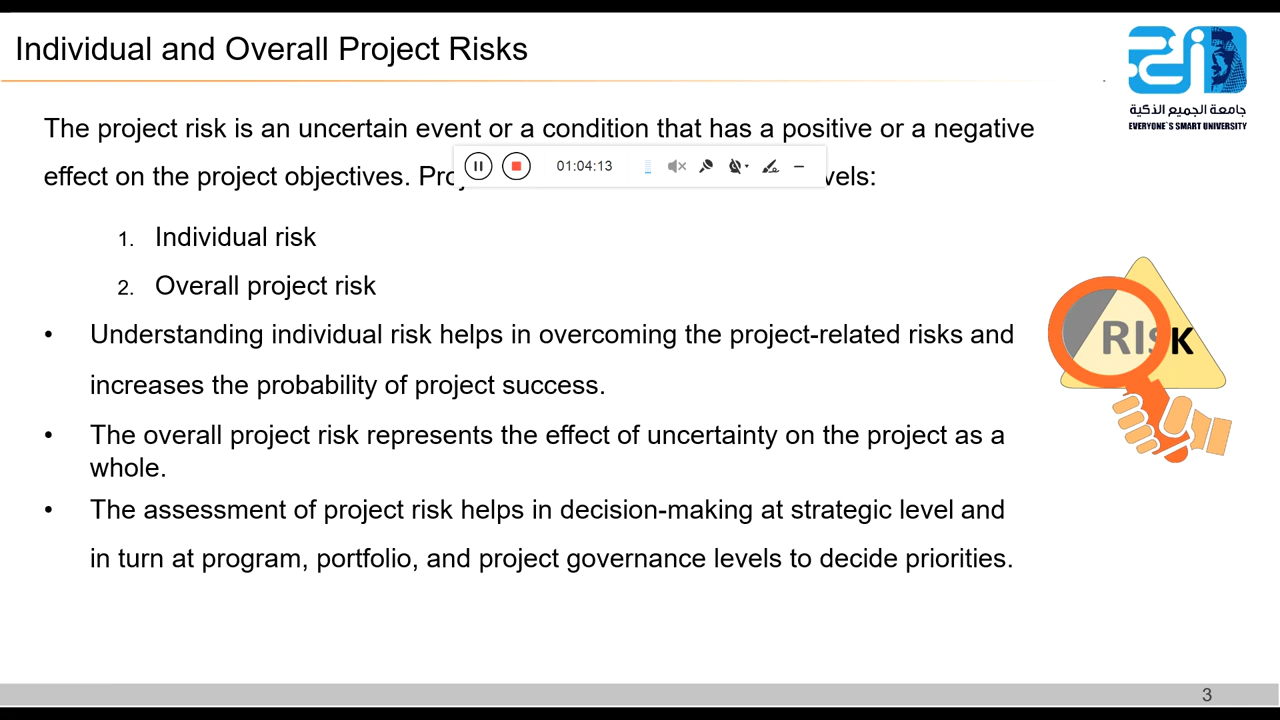 Individual and Overall Project Risks
جامعة الجميع الذكية
EVERYONE`S SMART UNIVERSITY
The project risk is an uncertain event or a condition that has a positive or a negative
effect on the project objectives.
01:04:13
1. Individual risk
2. Overall project risk
RISK
• Understanding individual risk helps in overcoming the project-related risks and
increases the probability of project success.
• The overall project risk represents the effect of uncertainty on the project as a
whole.
• The assessment of project risk helps in decision-making at strategic level and
in turn at program, portfolio, and project governance levels to decide priorities.
3